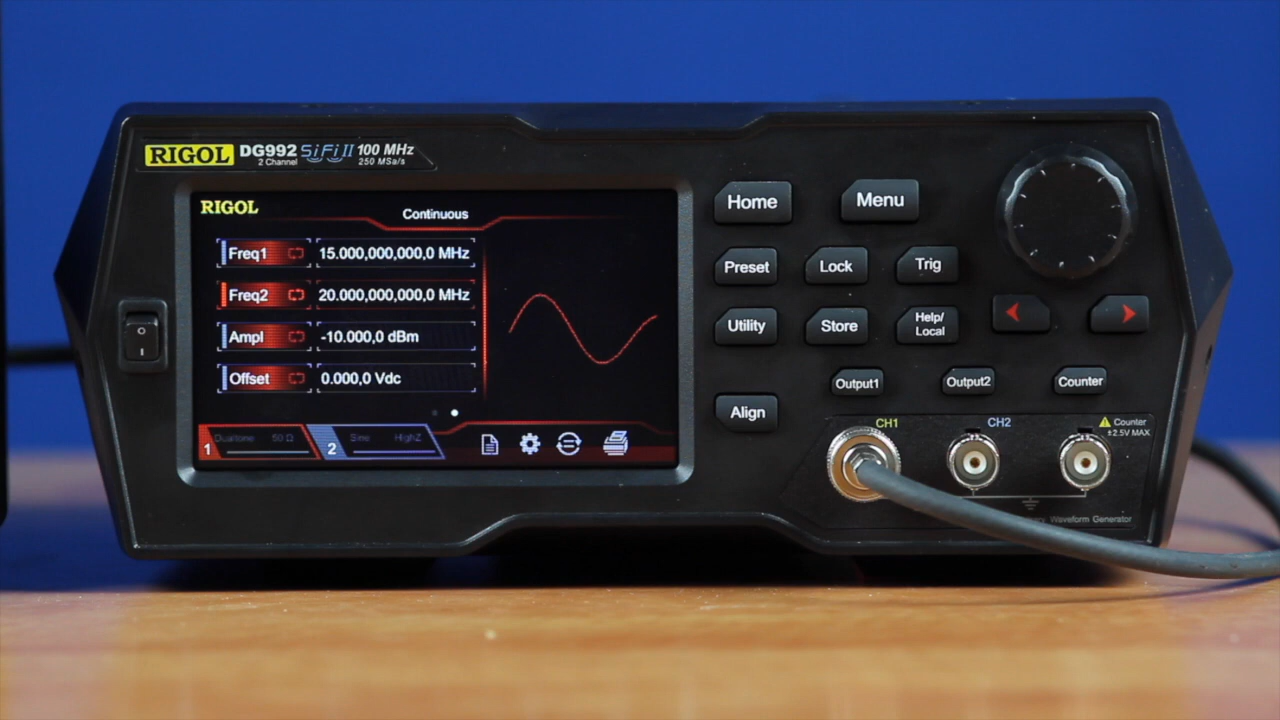 RIGOL DG992 SiFi II 100 MHz
2 Channel 250 MSa/s
RIGOL
Continuous
Freq1 15.000,000,000,0 MHz
Freq2 20.000,000,000,0 MHz
Ampl -10.000,0 dBm
Offset 0.000,0 Vdc
1 Dualtone 50 Ω
2 Sine HighZ
O
I
Home Menu
Preset Lock Trig
Utility Store Help/
Local
Output1 Output2 Counter
Align
CH1 CH2 Counter
±2.5V MAX
Waveform Generator